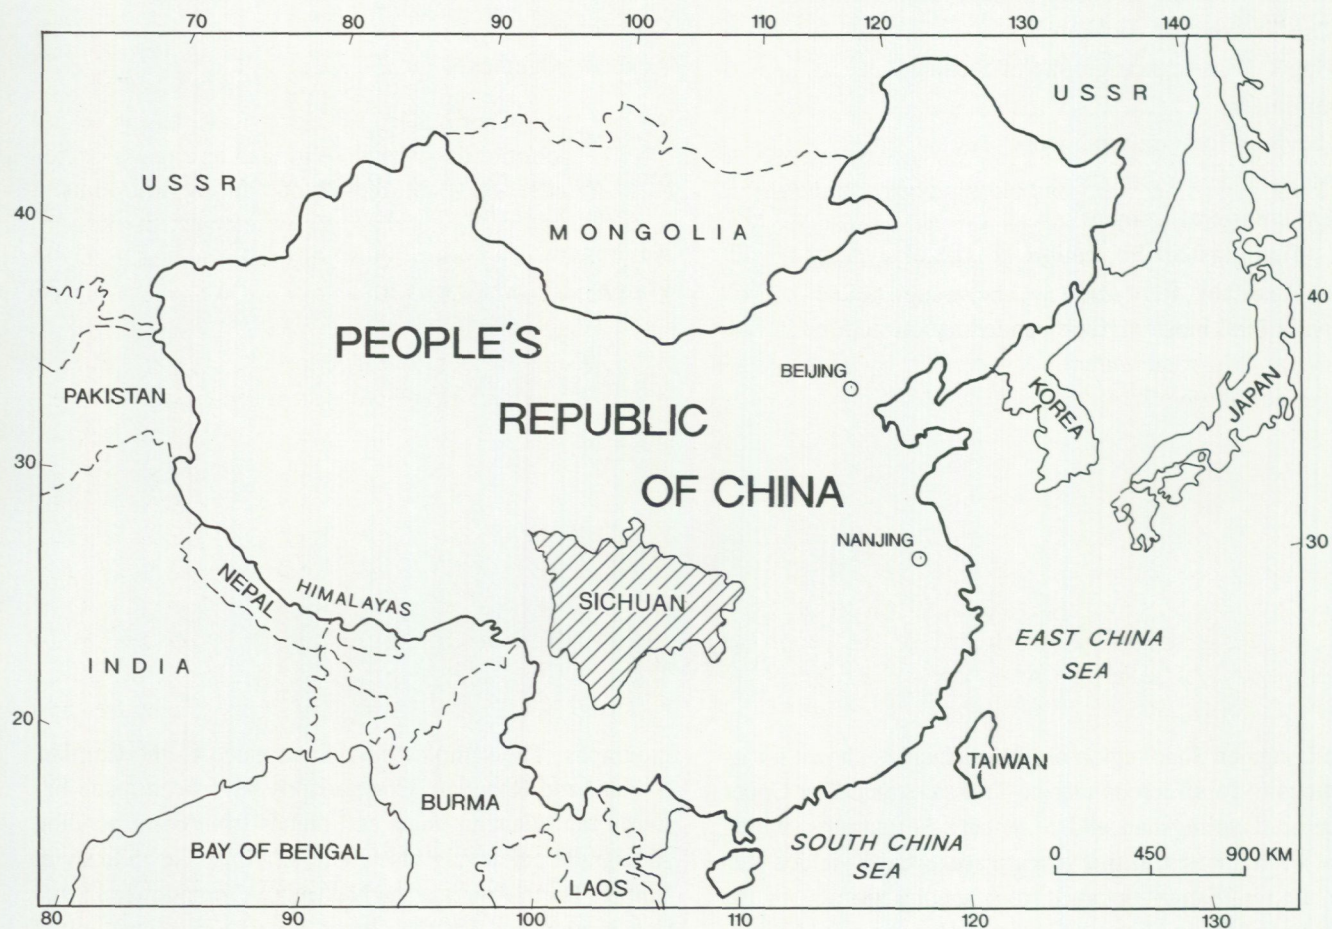 70 80 90 100 110 120 130 140
USSR
USSR
40
MONGOLIA
40
PEOPLE'S
BEIJING
PAKISTAN
KOREA
JAPAN
REPUBLIC
30
OF CHINA
NANJING
30
NEPAL
HIMALAYAS
SICHUAN
EAST CHINA
SEA
INDIA
20
TAIWAN
BURMA
BAY OF BENGAL
SOUTH CHINA
SEA
0 450 900 KM
LAOS
80 90 100 110 120 130